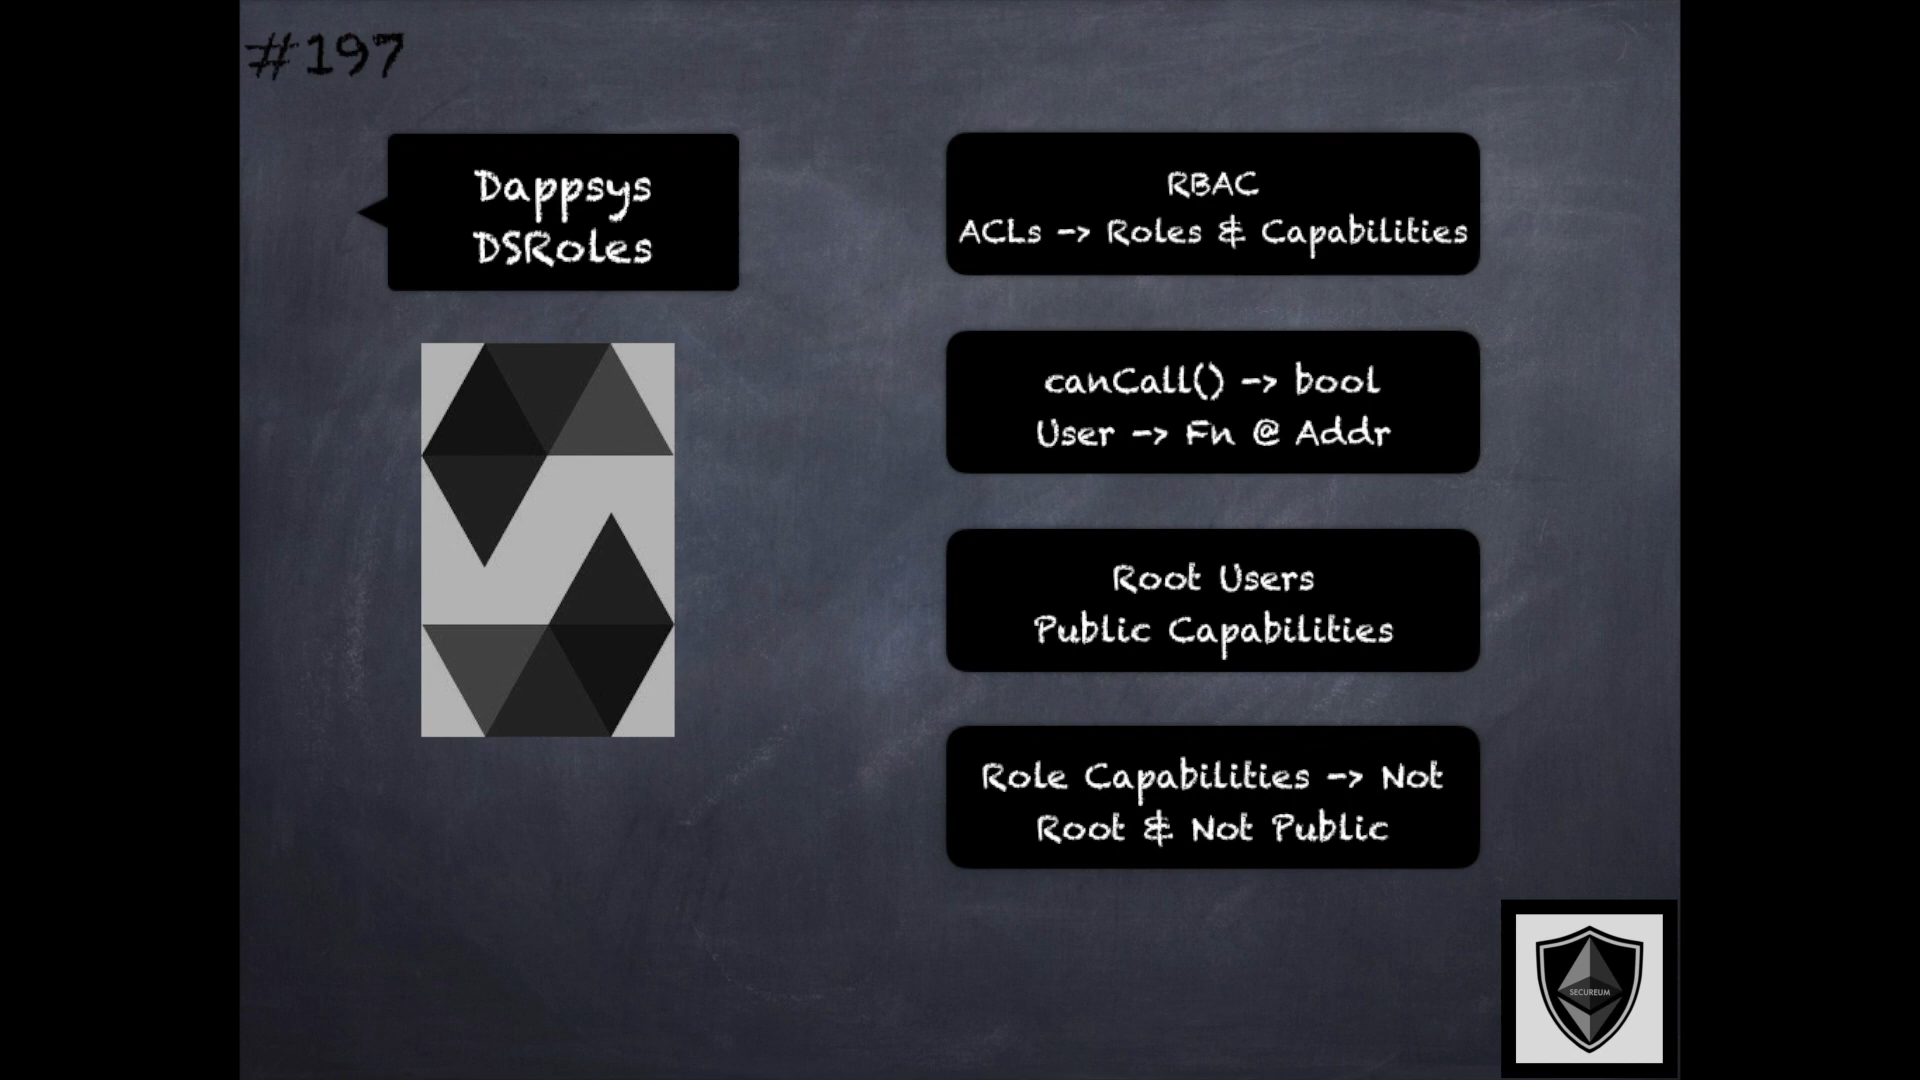 #197
Dappsys
DSRoles
RBAC
ACLs -> Roles & Capabilities
canCall() -> bool
User -> Fn @ Addr
Root Users
Public Capabilities
Role Capabilities -> Not
Root & Not Public
SECUREUM